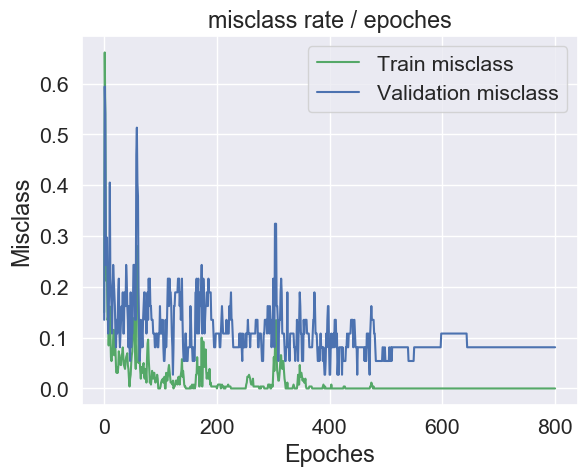 misclass rate / epoches
Train misclass
Validation misclass
Misclass
0.6
0.5
0.4
0.3
0.2
0.1
0.0
0 200 400 600 800
Epoches